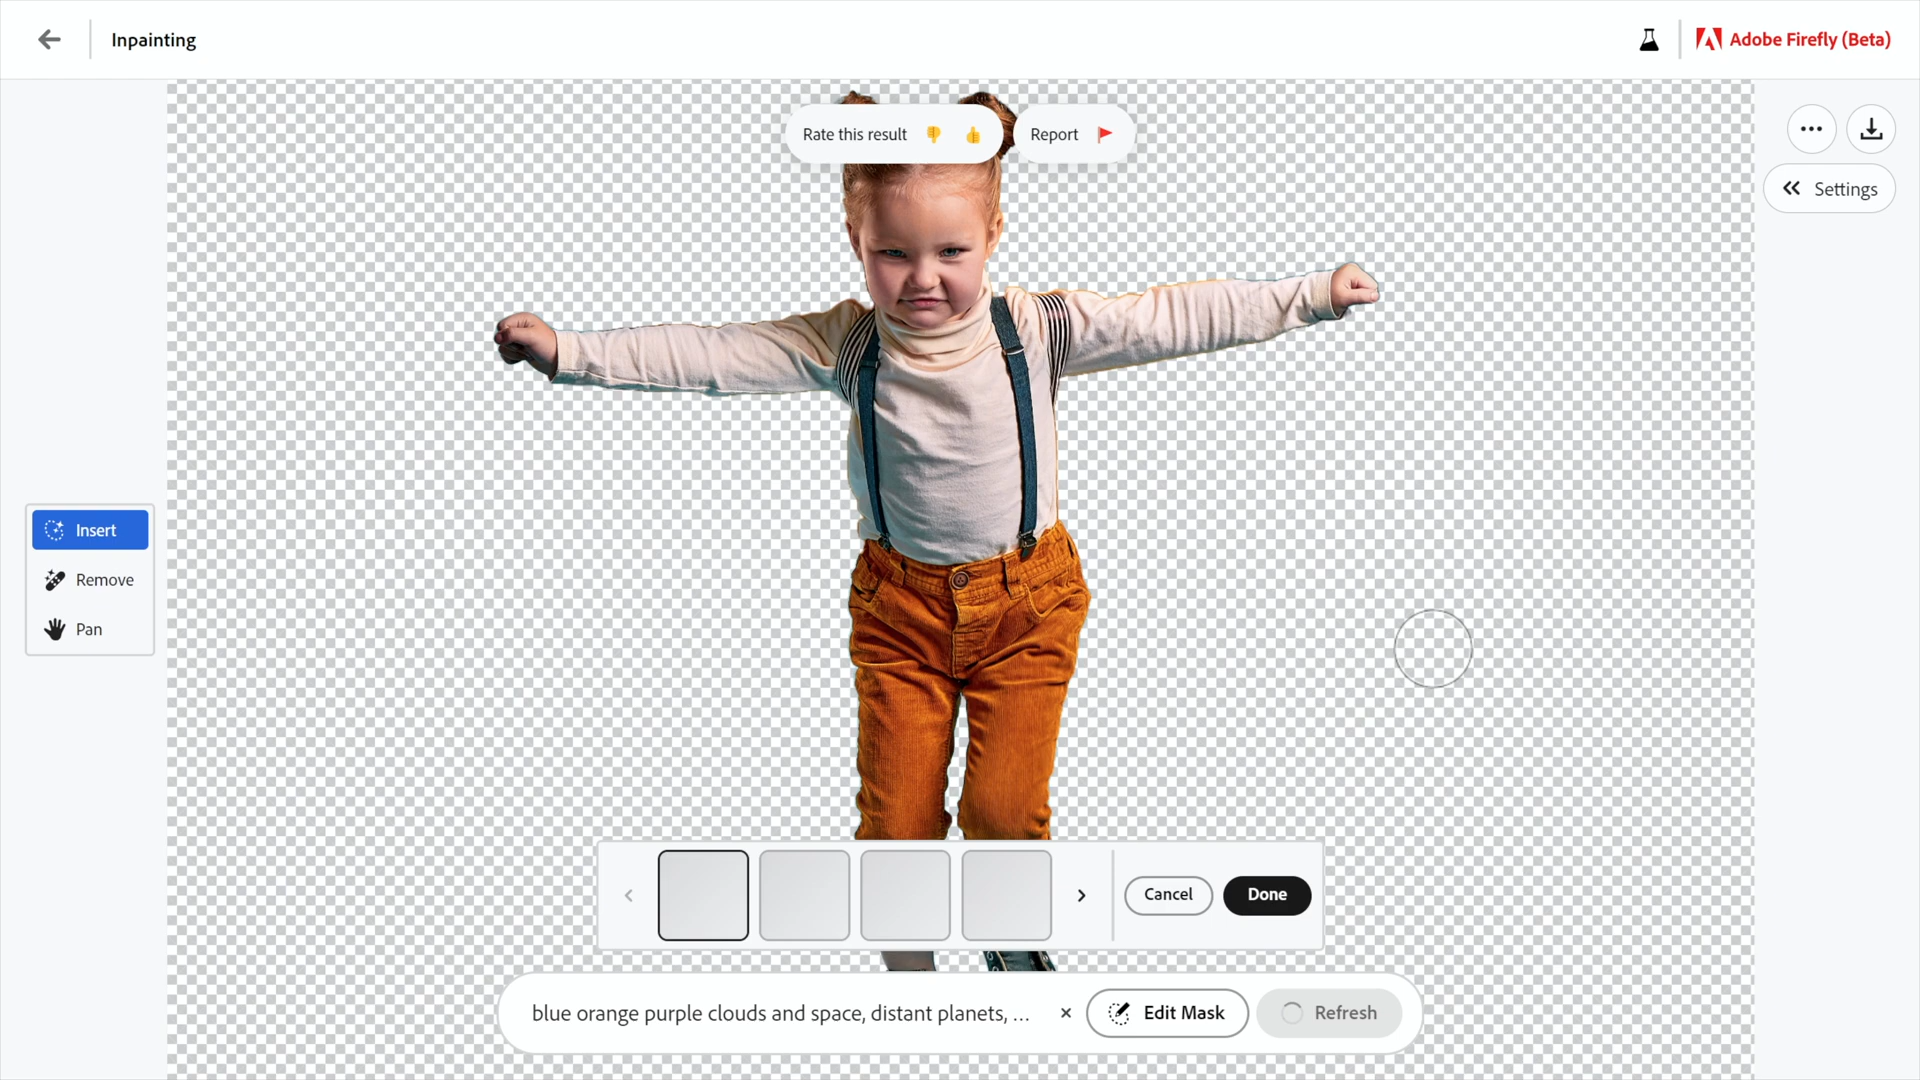 Inpainting
Adobe Firefly (Beta)
Rate this result
Report
Settings
Insert
Remove
Pan
Cancel
Done
blue orange purple clouds and space, distant planets, ...
Edit Mask
Refresh